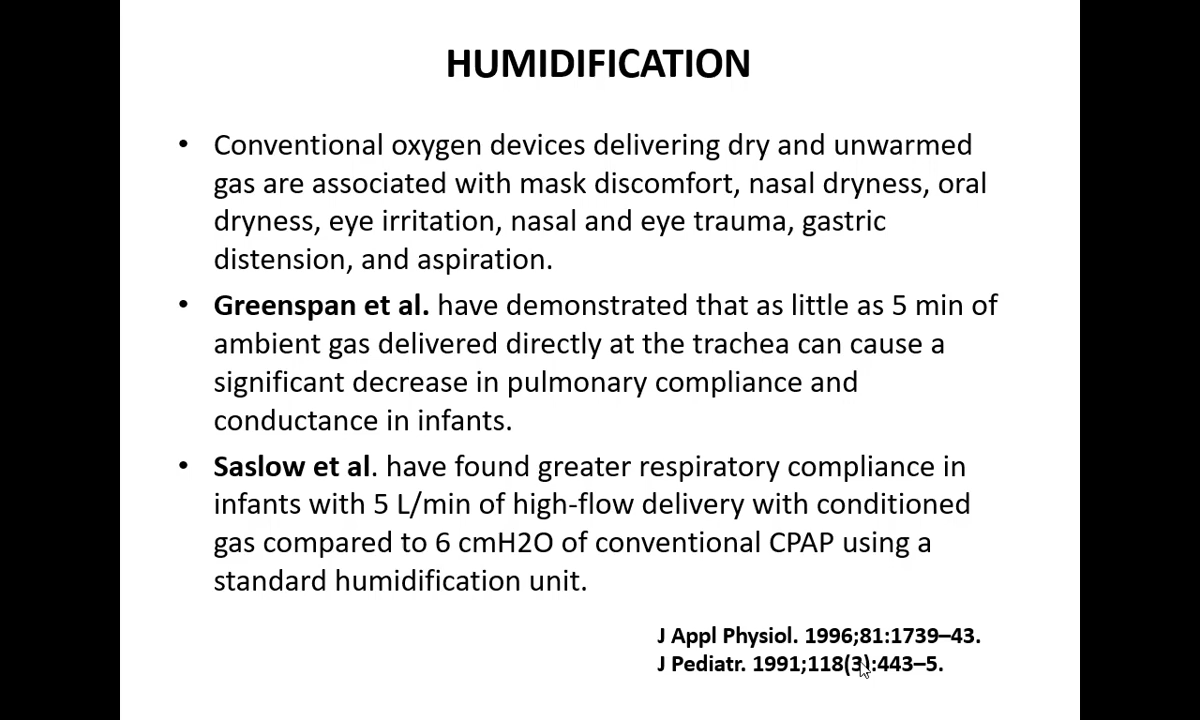 HUMIDIFICATION
• Conventional oxygen devices delivering dry and unwarmed
gas are associated with mask discomfort, nasal dryness, oral
dryness, eye irritation, nasal and eye trauma, gastric
distension, and aspiration.
• Greenspan et al. have demonstrated that as little as 5 min of
ambient gas delivered directly at the trachea can cause a
significant decrease in pulmonary compliance and
conductance in infants.
• Saslow et al. have found greater respiratory compliance in
infants with 5 L/min of high-flow delivery with conditioned
gas compared to 6 cmH2O of conventional CPAP using a
standard humidification unit.
J Appl Physiol. 1996;81:1739–43.
J Pediatr. 1991;118(3):443–5.